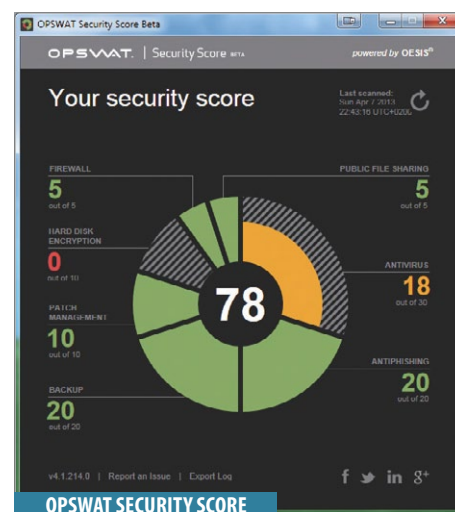 OPSWAT Security Score Beta
OPSWAT. | Security Score BETA
powered by OESIS®
Your security score
Last scanned:
Sun Apr 7 2013
22:43:16 UTC+0200
FIREWALL
5
out of 5
PUBLIC FILE SHARING
5
out of 5
HARD DISK
ENCRYPTION
0
out of 10
ANTIVIRUS
18
out of 30
78
PATCH
MANAGEMENT
10
out of 10
ANTIPHISHING
20
out of 20
BACKUP
20
out of 20
v4.1.214.0 | Report an Issue | Export Log
f in g+
OPSWAT SECURITY SCORE